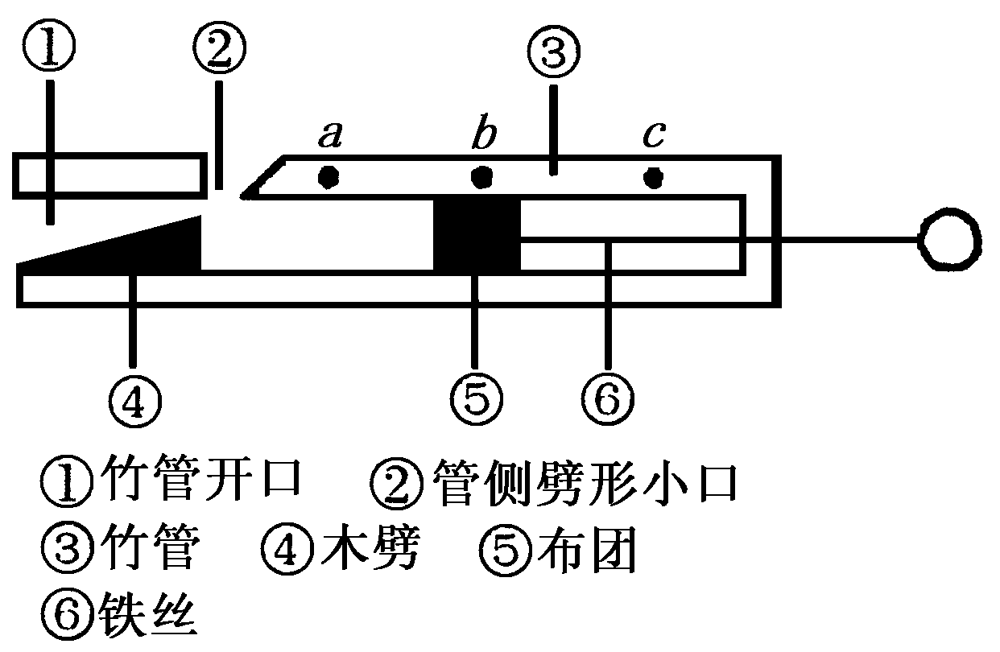 ① ② ③
a b c
④ ⑤ ⑥
①竹管开口 ②管侧劈形小口
③竹管 ④木劈 ⑤布团
⑥铁丝